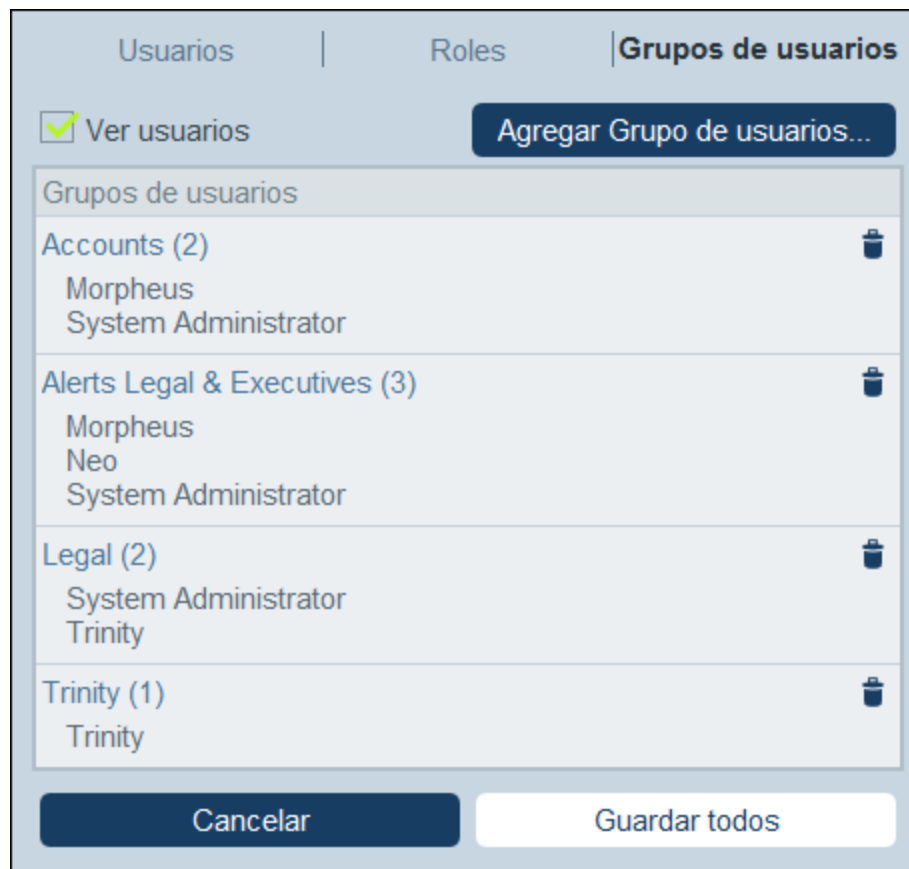 Usuarios | Roles | Grupos de usuarios
Ver usuarios
Agregar Grupo de usuarios...
Grupos de usuarios
Accounts (2)
Morpheus
System Administrator
Alerts Legal & Executives (3)
Morpheus
Neo
System Administrator
Legal (2)
System Administrator
Trinity
Trinity (1)
Trinity
Cancelar
Guardar todos